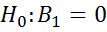 H₀: B₁ = 0